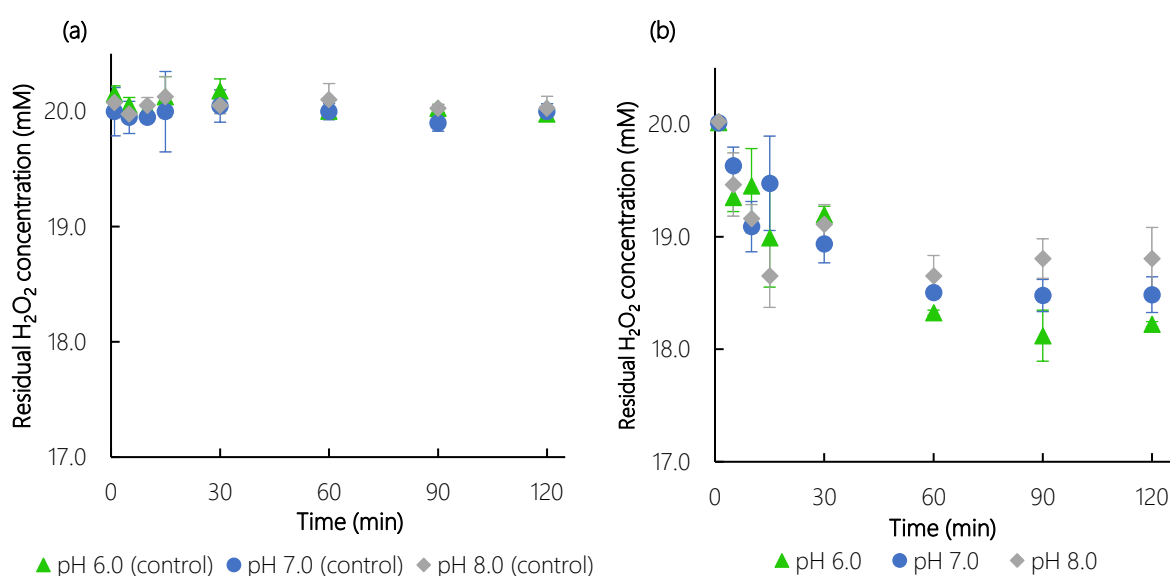 (a)
Residual H₂O₂ concentration (mM)
20.0
19.0
18.0
17.0
0 30 60 90 120
Time (min)
pH 6.0 (control) pH 7.0 (control) pH 8.0 (control)
(b)
Residual H₂O₂ concentration (mM)
20.0
19.0
18.0
17.0
0 30 60 90 120
Time (min)
pH 6.0 pH 7.0 pH 8.0